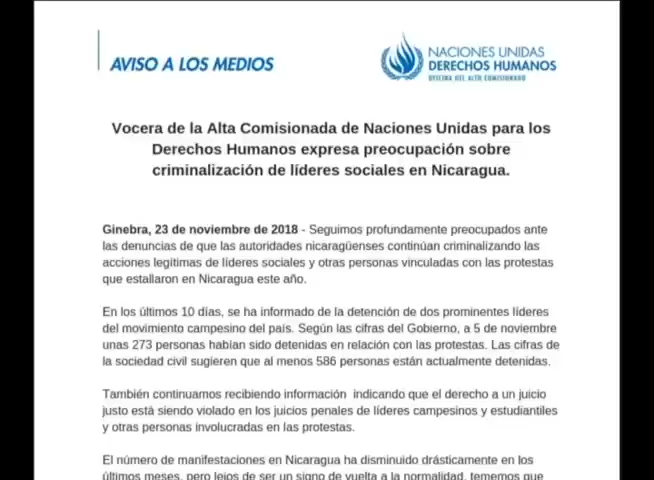 AVISO A LOS MEDIOS
NACIONES UNIDAS
DERECHOS HUMANOS
OFICINA DEL ALTO COMISIONADO
Vocera de la Alta Comisionada de Naciones Unidas para los
Derechos Humanos expresa preocupación sobre
criminalización de líderes sociales en Nicaragua.
Ginebra, 23 de noviembre de 2018 - Seguimos profundamente preocupados ante
las denuncias de que las autoridades nicaragüenses continúan criminalizando las
acciones legítimas de líderes sociales y otras personas vinculadas con las protestas
que estallaron en Nicaragua este año.
En los últimos 10 días, se ha informado de la detención de dos prominentes líderes
del movimiento campesino del país. Según las cifras del Gobierno, a 5 de noviembre
unas 273 personas habían sido detenidas en relación con las protestas. Las cifras de
la sociedad civil sugieren que al menos 586 personas están actualmente detenidas.
También continuamos recibiendo información indicando que el derecho a un juicio
justo está siendo violado en los juicios penales de líderes campesinos y estudiantiles
y otras personas involucradas en las protestas.
El número de manifestaciones en Nicaragua ha disminuido drásticamente en los
últimos meses, pero lejos de ser un signo de vuelta a la normalidad, tememos que